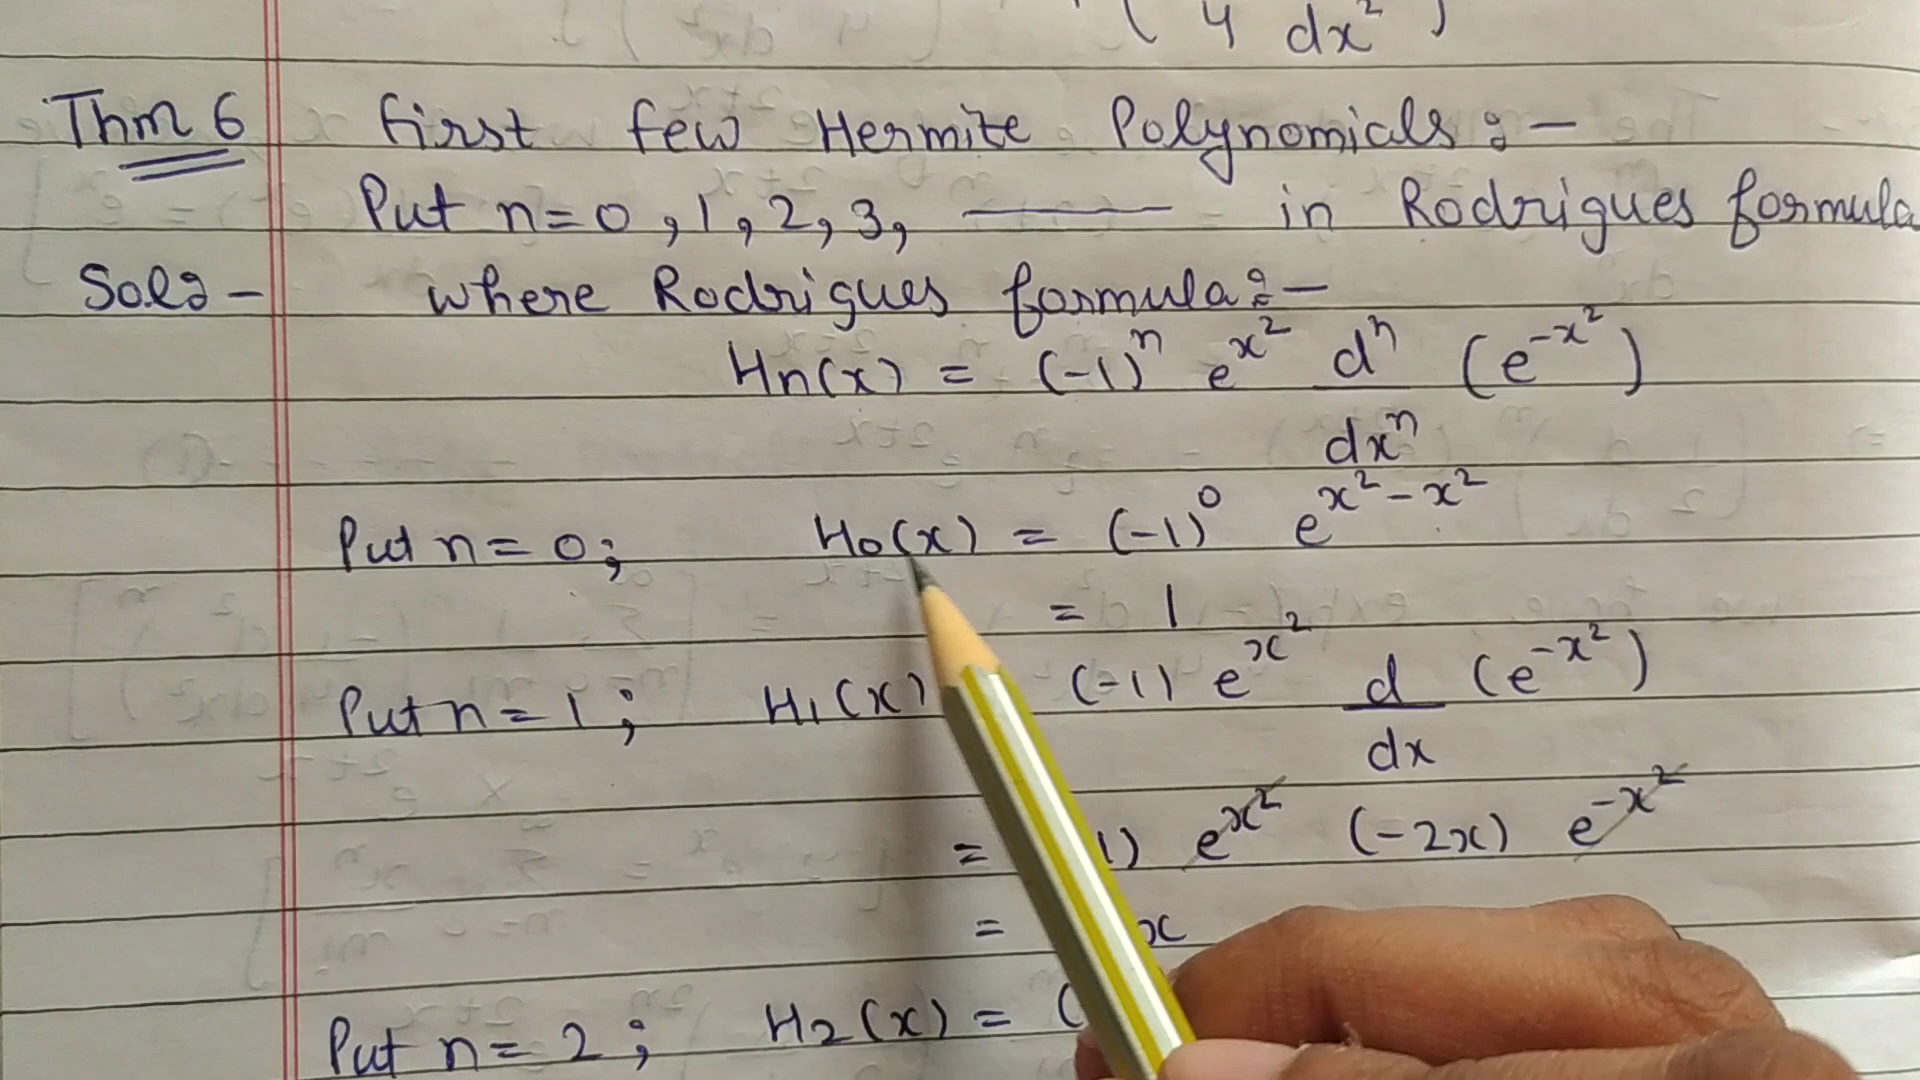 ( 4 dx² )
Thm 6 First few Hermite Polynomials :-
Put n=0, 1, 2, 3, ——— in Rodrigues formula
Sol:- where Rodrigues formula :-
Hn(x) = (-1)ⁿ e^x² dⁿ/dxⁿ (e^-x²)
Put n=0; H₀(x) = (-1)⁰ e^x²-x²
= 1
Put n=1; H₁(x) (-1) e^x² d/dx (e^-x²)
= 1) e^x² (-2x) e^-x²
= x
Put n=2; H₂(x) = (